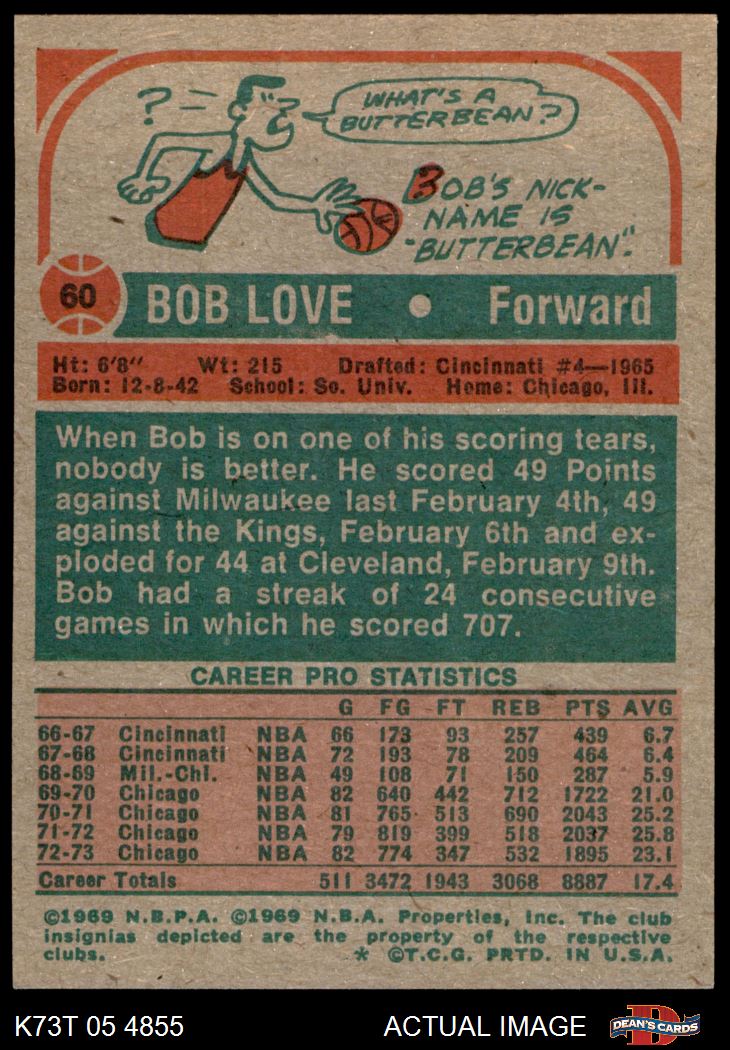 ?
WHAT'S A
BUTTERBEAN?
BOB'S NICK-
NAME IS
"BUTTERBEAN".
60 BOB LOVE • Forward
Ht: 6'8" Wt: 215 Drafted: Cincinnati #4—1965
Born: 12-8-42 School: So. Univ. Home: Chicago, Ill.
When Bob is on one of his scoring tears,
nobody is better. He scored 49 Points
against Milwaukee last February 4th, 49
against the Kings, February 6th and ex-
ploded for 44 at Cleveland, February 9th.
Bob had a streak of 24 consecutive
games in which he scored 707.
CAREER PRO STATISTICS
G FG FT REB PTS AVG
66-67 Cincinnati NBA 66 173 93 257 439 6.7
67-68 Cincinnati NBA 72 193 78 209 464 6.4
68-69 Mil.-Chi. NBA 49 108 71 150 287 5.9
69-70 Chicago NBA 82 640 442 712 1722 21.0
70-71 Chicago NBA 81 765 513 690 2043 25.2
71-72 Chicago NBA 79 819 399 518 2037 25.8
72-73 Chicago NBA 82 774 347 532 1895 23.1
Career Totals 511 3472 1943 3068 8887 17.4
©1969 N.B.P.A. ©1969 N.B.A. Properties, Inc. The club
insignias depicted are the property of the respective
clubs. * ©T.C.G. PRTD. IN U.S.A.
K73T 05 4855 ACTUAL IMAGE DEAN'S CARDS